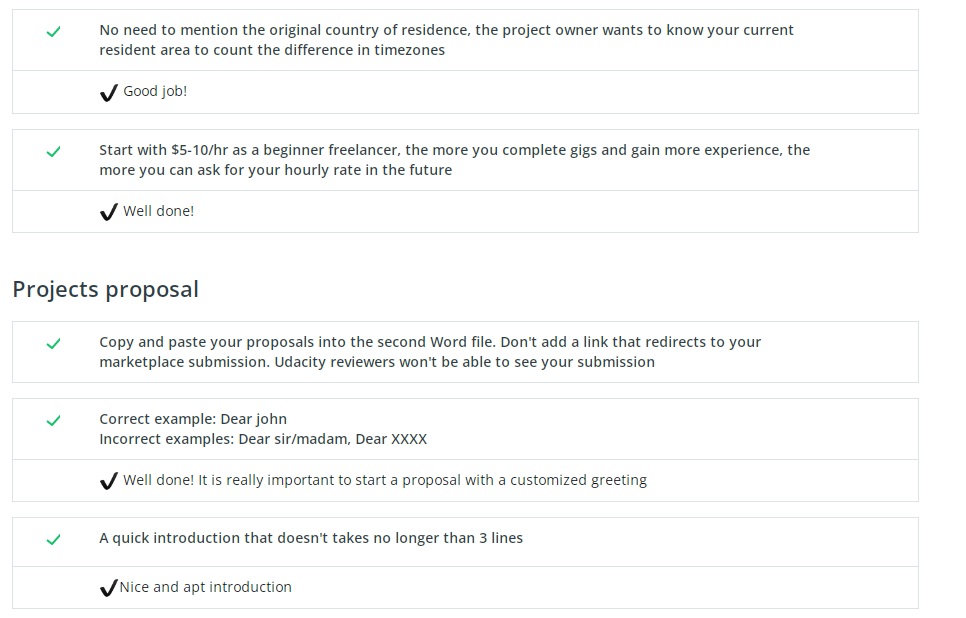 No need to mention the original country of residence, the project owner wants to know your current
resident area to count the difference in timezones
Good job!
Start with $5-10/hr as a beginner freelancer, the more you complete gigs and gain more experience, the
more you can ask for your hourly rate in the future
Well done!
Projects proposal
Copy and paste your proposals into the second Word file. Don't add a link that redirects to your
marketplace submission. Udacity reviewers won't be able to see your submission
Correct example: Dear john
Incorrect examples: Dear sir/madam, Dear XXXX
Well done! It is really important to start a proposal with a customized greeting
A quick introduction that doesn't takes no longer than 3 lines
Nice and apt introduction